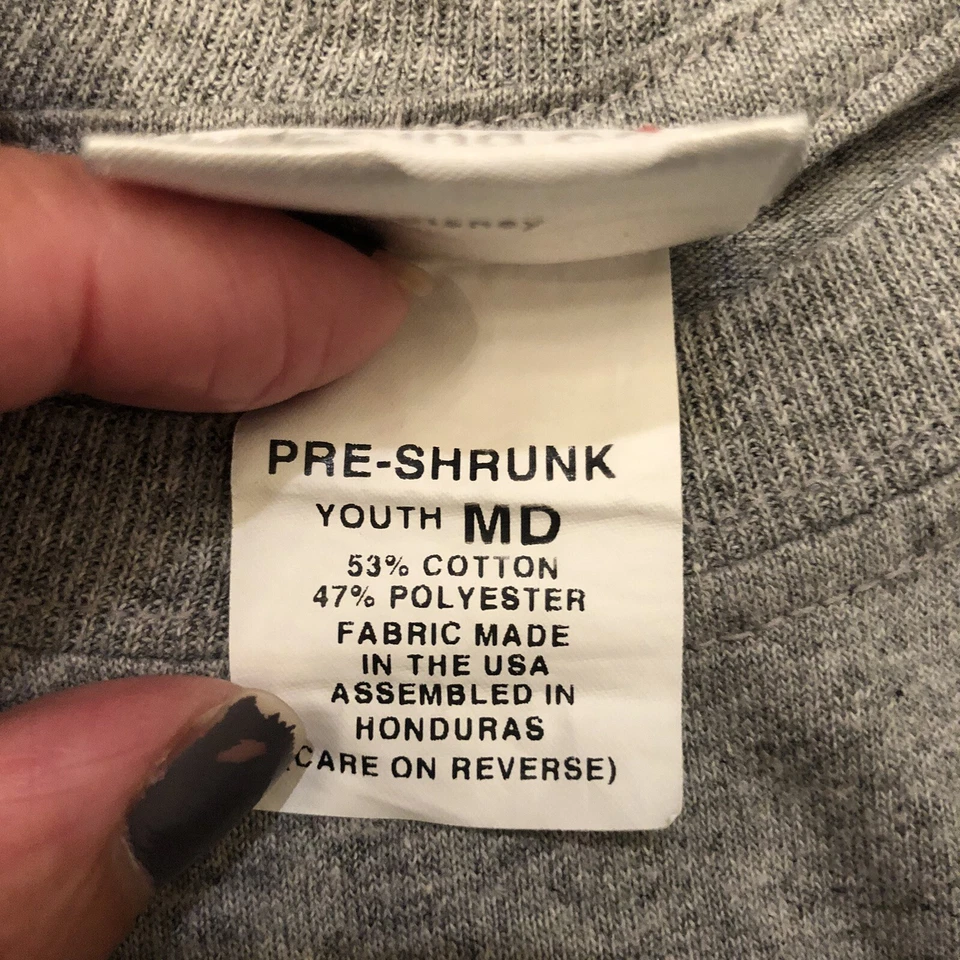 Disney
PRE-SHRUNK
YOUTH MD
53% COTTON
47% POLYESTER
FABRIC MADE
IN THE USA
ASSEMBLED IN
HONDURAS
(CARE ON REVERSE)